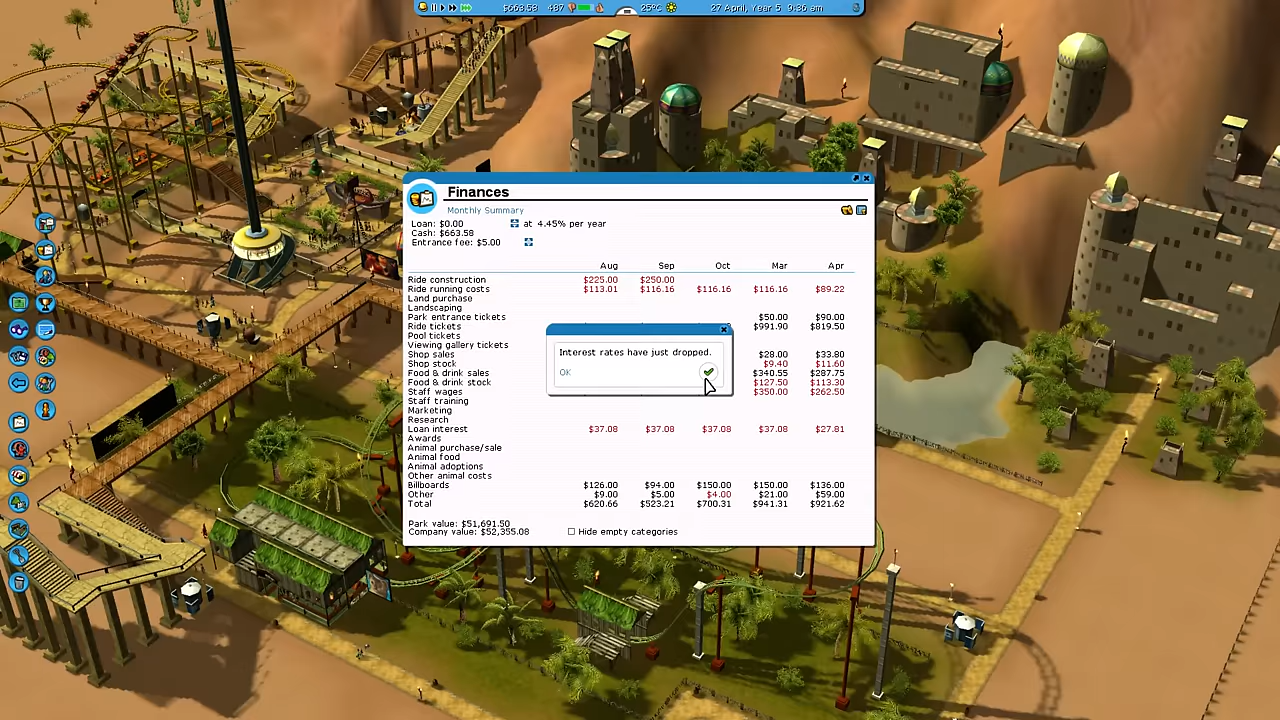 $663.58 487 25°C 27 April, Year 5 9:36 am
Finances
Monthly Summary
Loan: $0.00 at 4.45% per year
Cash: $663.58
Entrance fee: $5.00
Aug Sep Oct Mar Apr
Ride construction $225.00 $250.00
Ride running costs $113.01 $116.16 $116.16 $116.16 $89.22
Land purchase
Landscaping
Park entrance tickets $50.00 $90.00
Ride tickets $991.90 $819.50
Pool tickets
Viewing gallery tickets
Shop sales $28.00 $33.80
Shop stock $9.40 $11.60
Food & drink sales $340.55 $287.75
Food & drink stock $127.50 $113.30
Staff wages $350.00 $262.50
Staff training
Marketing
Research
Loan interest $37.08 $37.08 $37.08 $37.08 $27.81
Awards
Animal purchase/sale
Animal food
Animal adoptions
Other animal costs
Billboards $126.00 $94.00 $150.00 $150.00 $136.00
Other $9.00 $5.00 $4.00 $21.00 $59.00
Total $620.66 $523.21 $700.31 $941.31 $921.62
Park value: $51,691.50
Company value: $52,355.08 Hide empty categories
Interest rates have just dropped.
OK